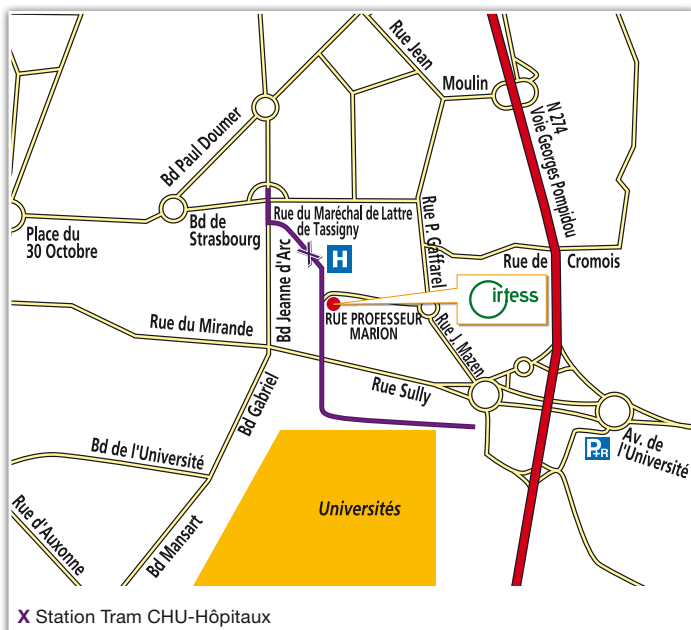 Rue Jean
Moulin
N 274
Voie Georges Pompidou
Bd Paul Doumer
Place du
30 Octobre
Bd de
Strasbourg
Rue du Maréchal de Lattre
de Tassigny
Rue P. Gaffarel
Rue de Cromois
H
Bd Jeanne d'Arc
irtess
RUE PROFESSEUR
MARION
Rue du Mirande
Rue J. Mazen
Rue Sully
Bd Gabriel
P+R
Av. de
l'Université
Bd de l'Université
Universités
Rue d'Auxonne
Bd Mansart
X Station Tram CHU-Hôpitaux